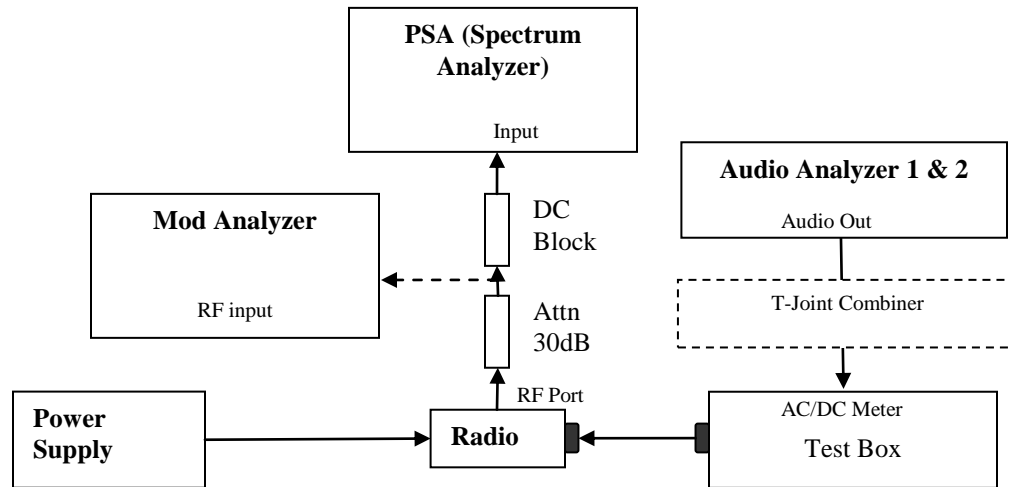 PSA (Spectrum
Analyzer)
Input
Audio Analyzer 1 & 2
Audio Out
Mod Analyzer
RF input
DC
Block
T-Joint Combiner
Attn
30dB
RF Port
Power
Supply
Radio
AC/DC Meter
Test Box